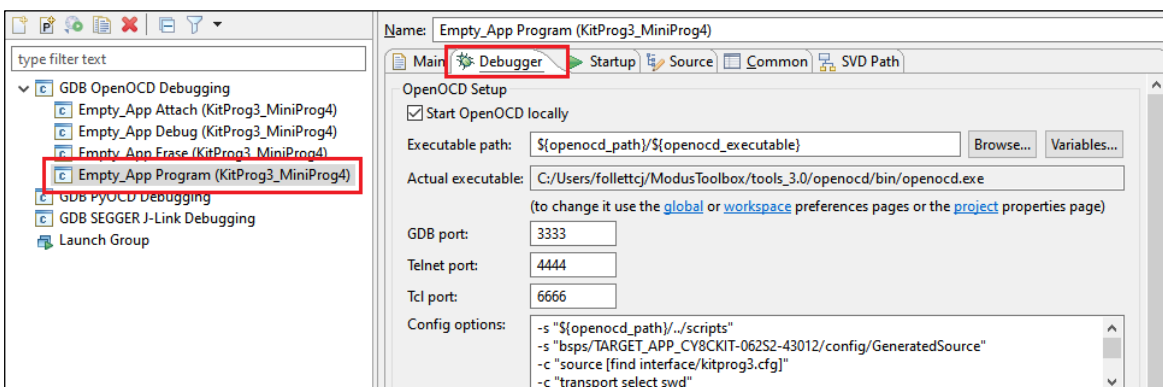 Name: Empty_App Program (KitProg3_MiniProg4)
type filter text
GDB OpenOCD Debugging
Empty_App Attach (KitProg3_MiniProg4)
Empty_App Debug (KitProg3_MiniProg4)
Empty_App Erase (KitProg3_MiniProg4)
Empty_App Program (KitProg3_MiniProg4)
GDB PyOCD Debugging
GDB SEGGER J-Link Debugging
Launch Group
Main Debugger Startup Source Common SVD Path
OpenOCD Setup
Start OpenOCD locally
Executable path: ${openocd_path}/${openocd_executable} Browse... Variables...
Actual executable: C:/Users/follettcj/ModusToolbox/tools_3.0/openocd/bin/openocd.exe
(to change it use the global or workspace preferences pages or the project properties page)
GDB port: 3333
Telnet port: 4444
Tcl port: 6666
Config options: -s "${openocd_path}/../scripts"
-s "bsps/TARGET_APP_CY8CKIT-062S2-43012/config/GeneratedSource"
-c "source [find interface/kitprog3.cfg]"
-c "transport select swd"